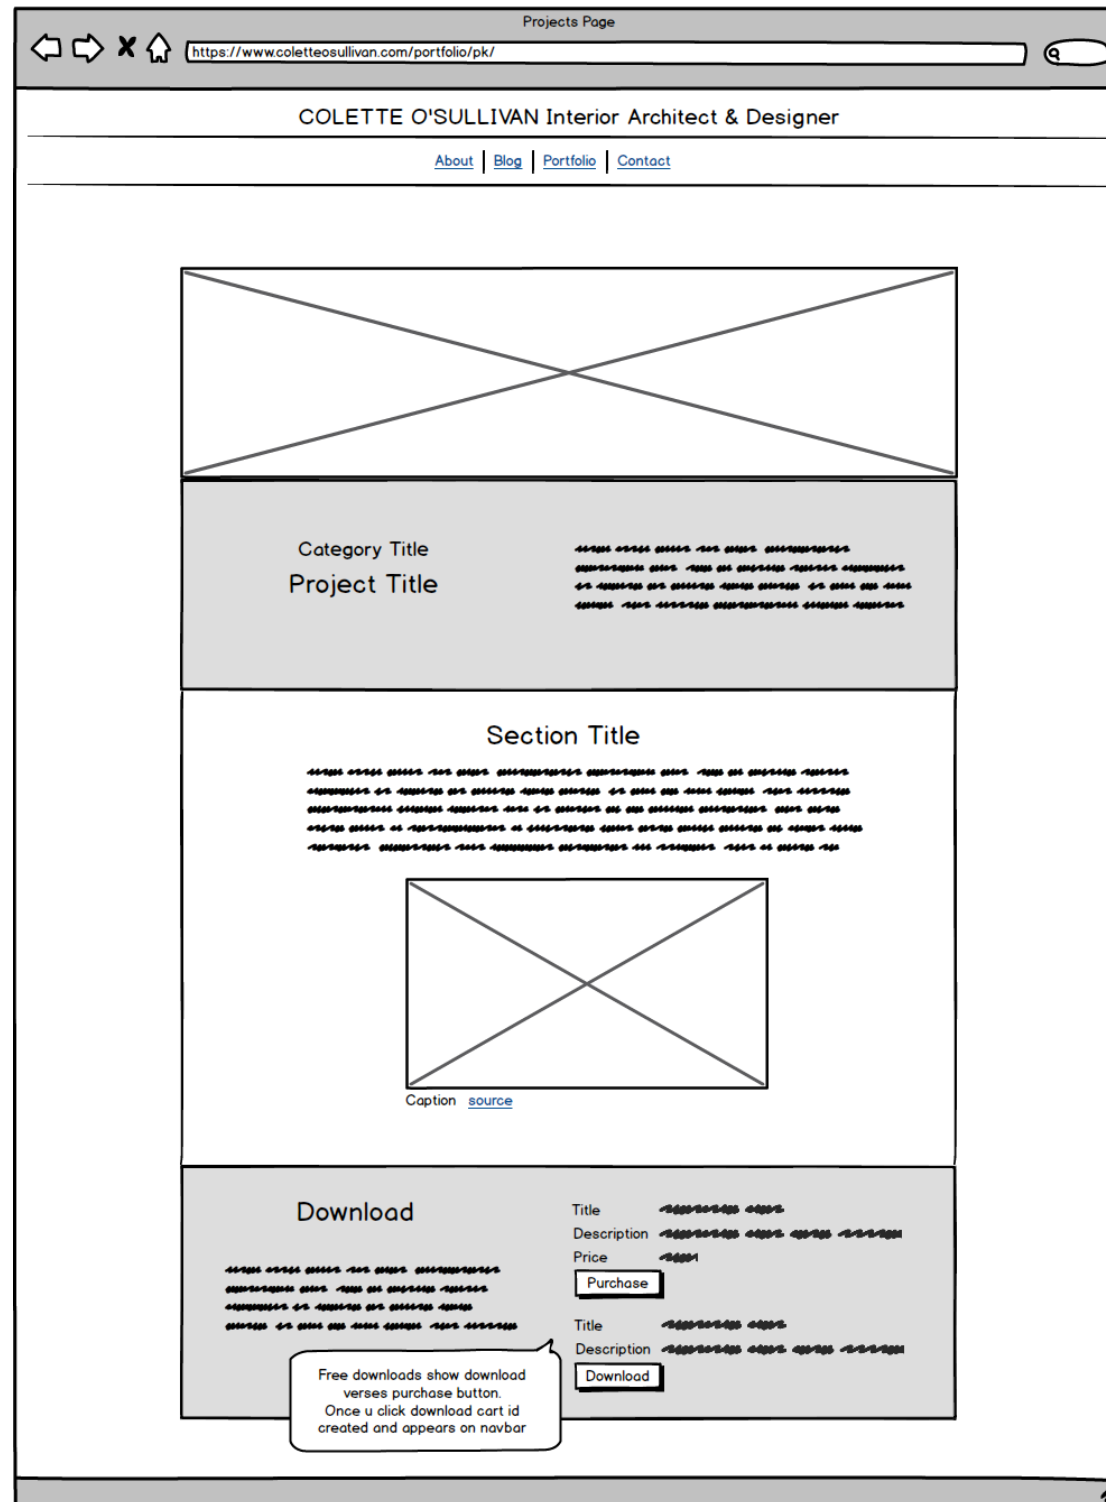 Projects Page
https://www.coletteosullivan.com/portfolio/pk/
COLETTE O'SULLIVAN Interior Architect & Designer
About | Blog | Portfolio | Contact
Category Title
Project Title
Section Title
Caption source
Download
Title
Description
Price
Purchase
Title
Description
Download
Free downloads show download
verses purchase button.
Once u click download cart id
created and appears on navbar